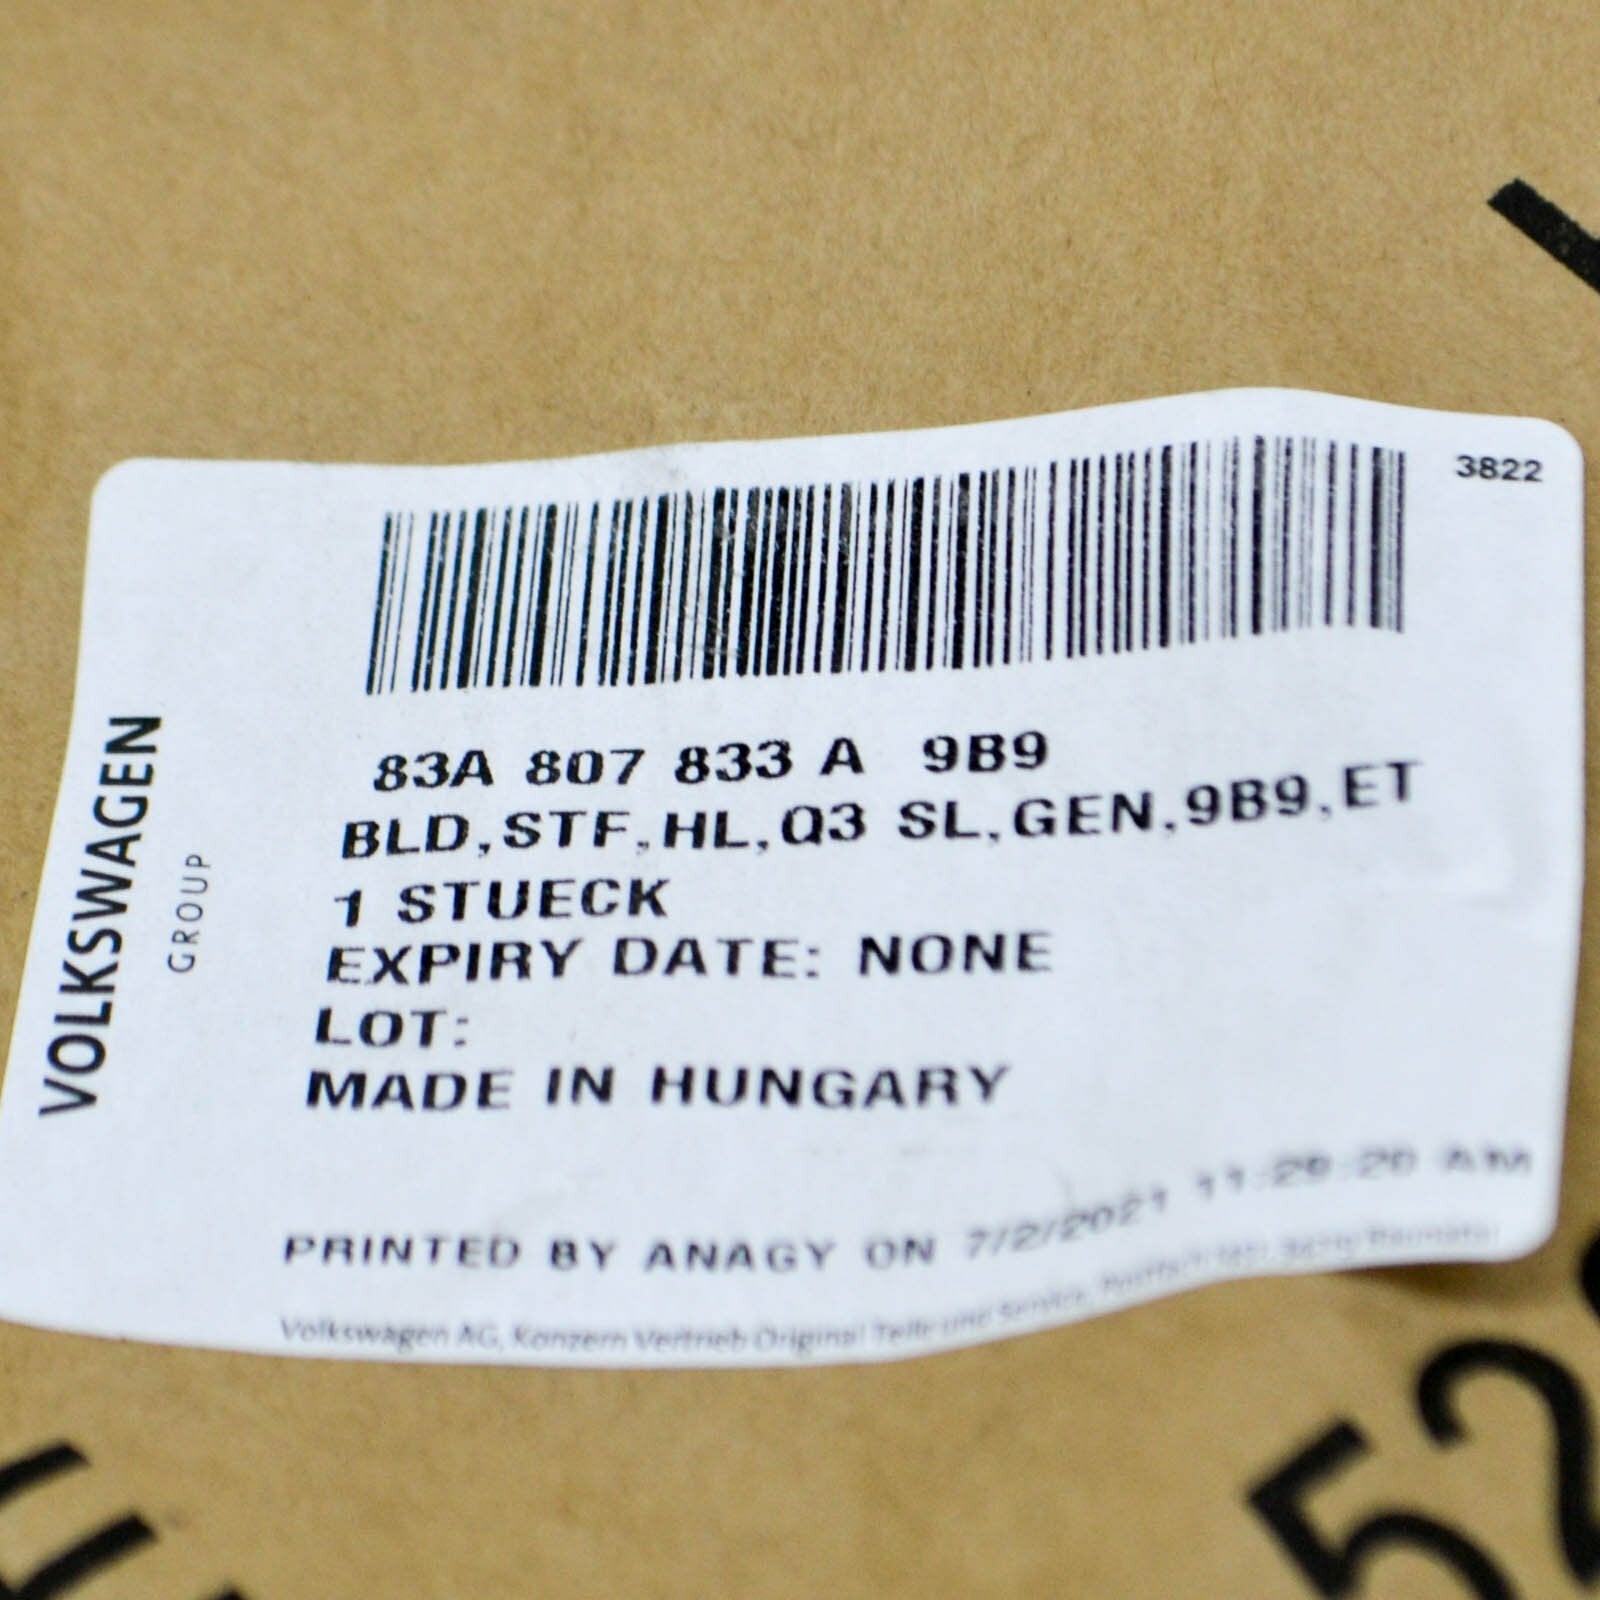 3822
VOLKSWAGEN
GROUP
83A 807 833 A 9B9
BLD,STF,HL,Q3 SL,GEN,9B9,ET
1 STUECK
EXPIRY DATE: NONE
LOT:
MADE IN HUNGARY
PRINTED BY ANAGY ON 7/2/2021 11:29:20 AM
Volkswagen AG, Konzern Vertrieb Original Teile und Service,
52